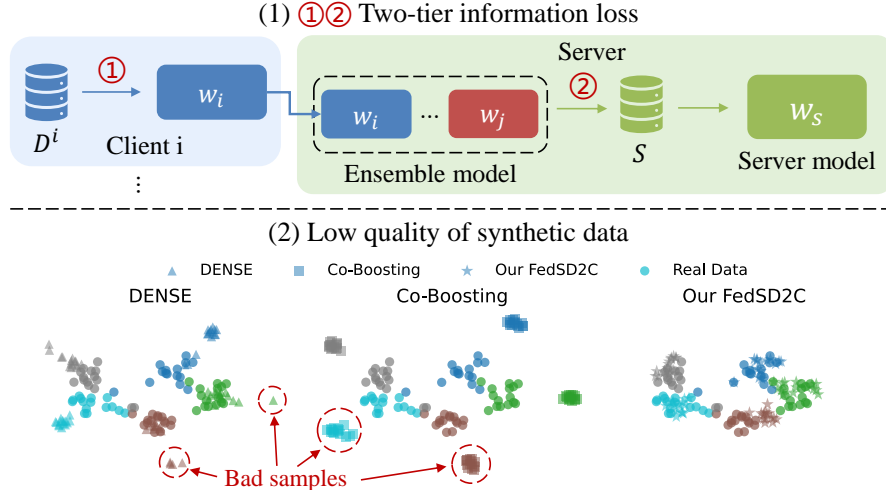 (1) ①② Two-tier information loss
Server
①
②
w_i
w_i
...
w_j
w_s
D^i
S
Client i
Ensemble model
Server model
⋮
(2) Low quality of synthetic data
DENSE
Co-Boosting
Our FedSD2C
Real Data
DENSE
Co-Boosting
Our FedSD2C
Bad samples